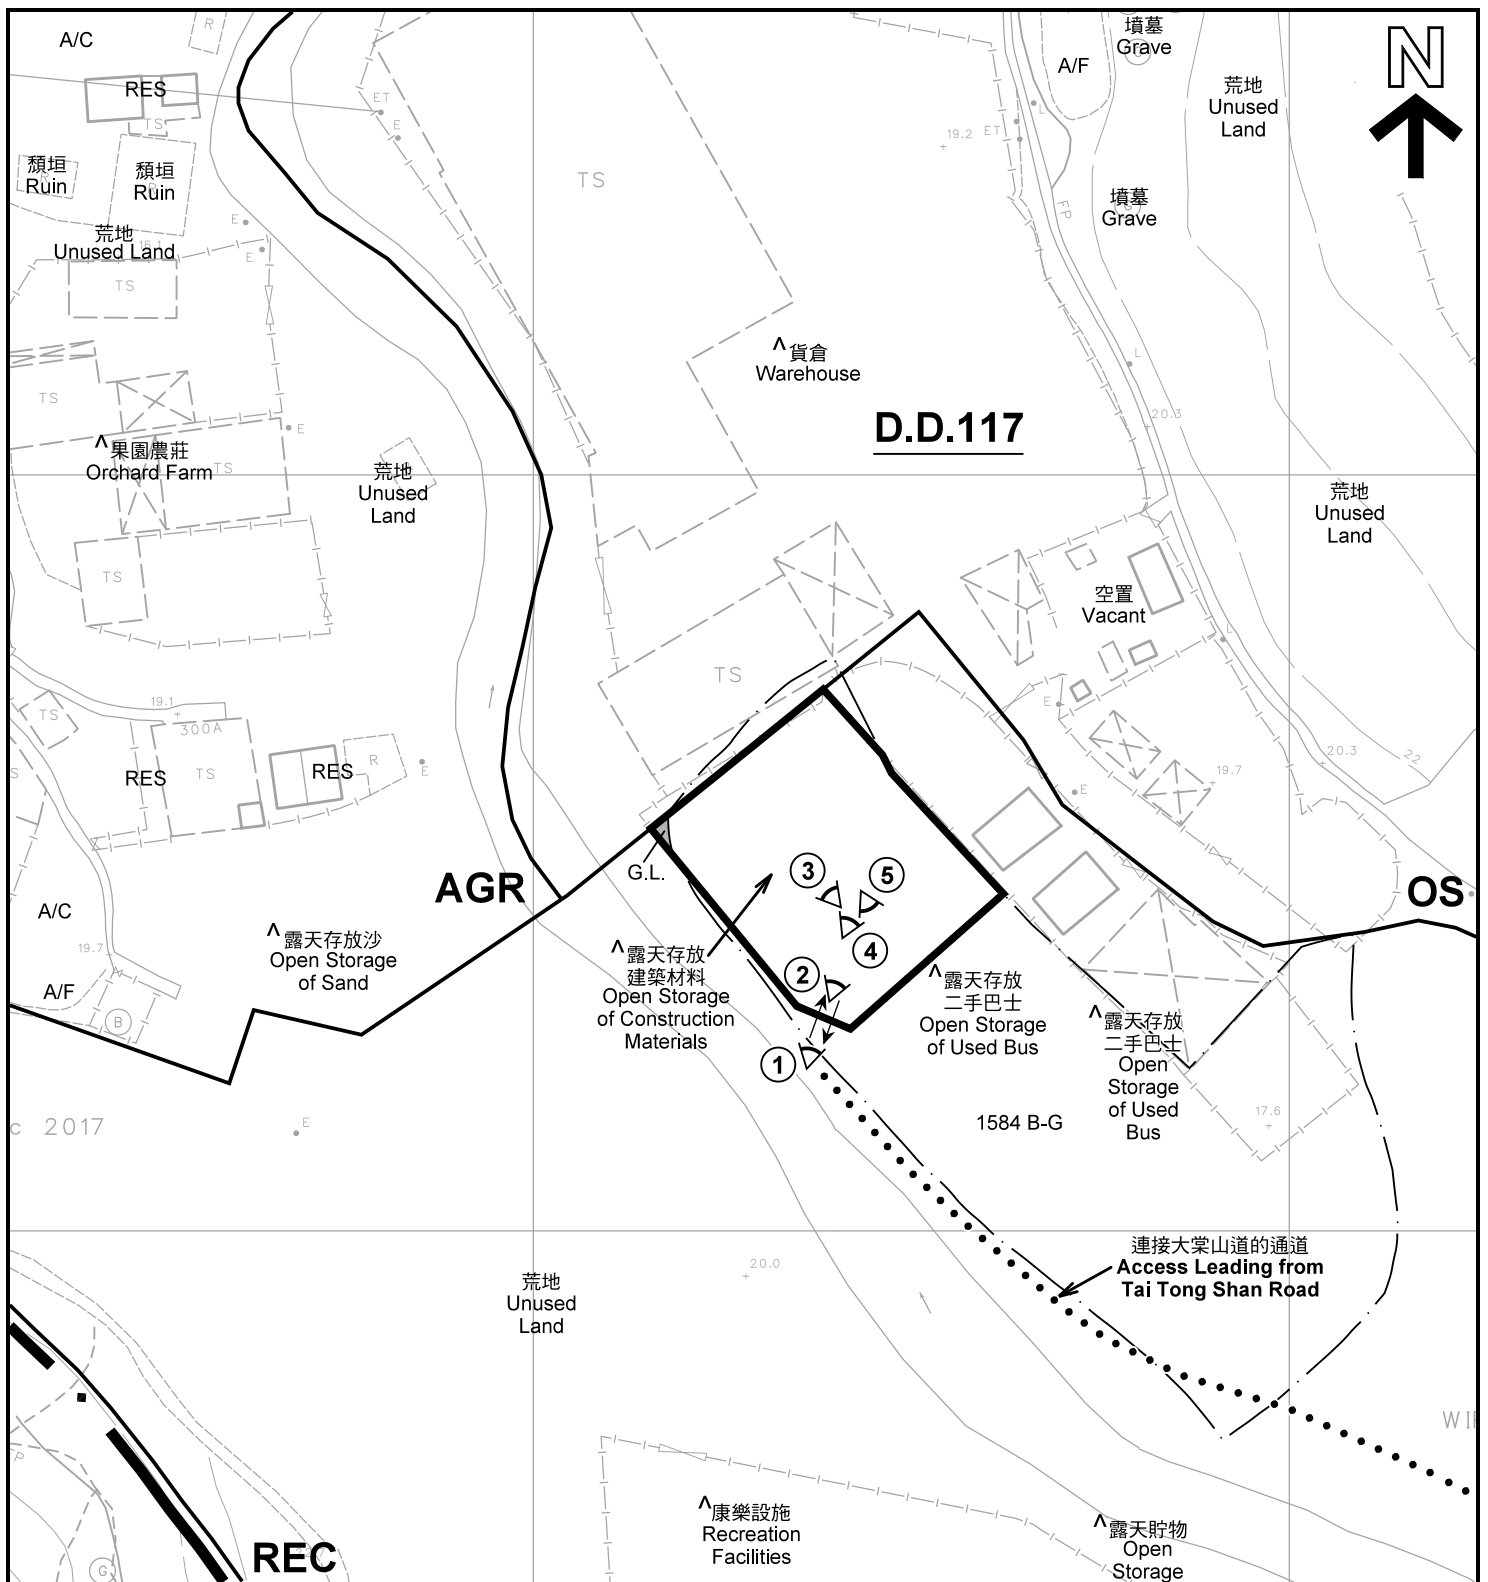 A/C
R
RES
TS
頹垣
Ruin
頹垣
Ruin
荒地
Unused Land
16.1
E
E
TS
ET
E
TS
19.2
ET
L
A/F
墳墓
Grave
G
荒地
Unused
Land
N
墳墓
Grave
G
FP
^貨倉
Warehouse
D.D.117
L
20.3
TS
^果園農莊
Orchard Farm
TS
E
荒地
Unused
Land
荒地
Unused
Land
TS
空置
Vacant
L
TS
19.1
300A
TS
RES
TS
RES
R
E
E
E
19.7
20.3
22
S
G.L.
AGR
3
5
4
2
1
OS
A/C
19.7
A/F
B
^露天存放沙
Open Storage
of Sand
^露天存放
建築材料
Open Storage
of Construction
Materials
^露天存放
二手巴士
Open Storage
of Used Bus
^露天存放
二手巴士
Open
Storage
of Used
Bus
c 2017
E
1584 B-G
17.6
20.0
連接大棠山道的通道
Access Leading from
Tai Tong Shan Road
荒地
Unused
Land
P
G
REC
^康樂設施
Recreation
Facilities
^露天貯物
Open
Storage